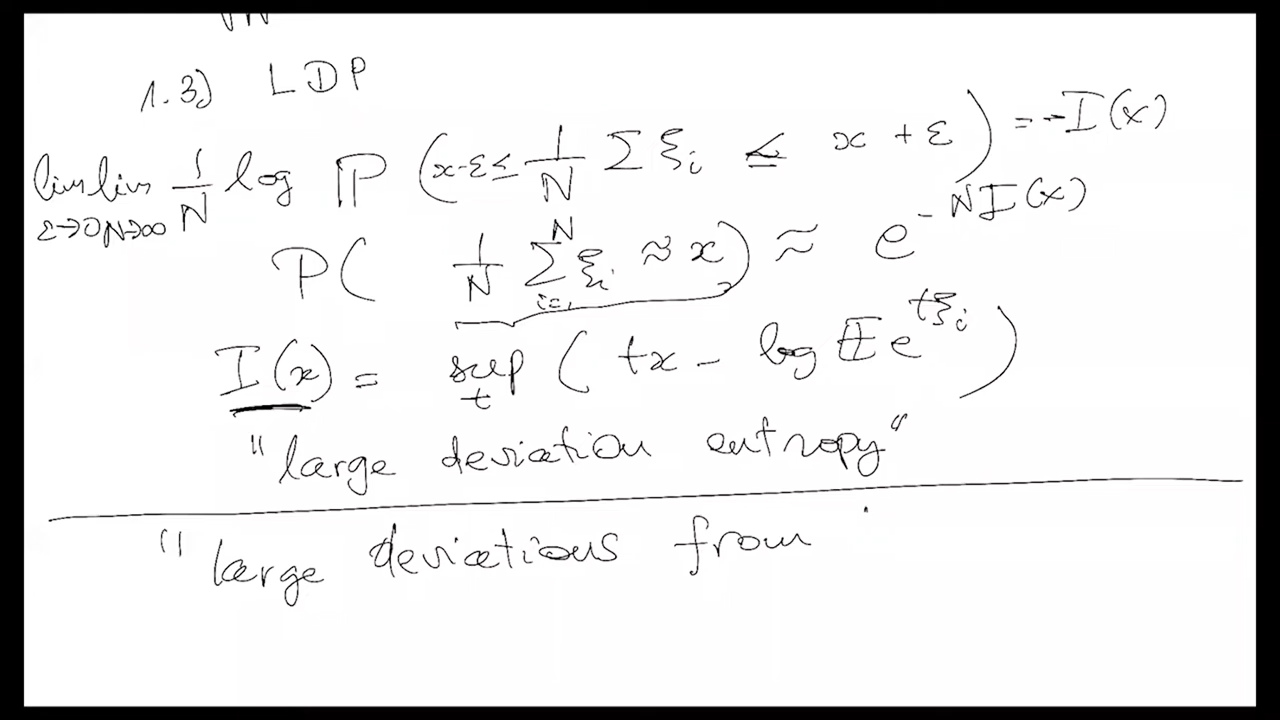 √N
1.3) LDP
lim lim 1/N log ℙ ( x-ε ≤ 1/N Σ ξ_i ≤ x + ε ) = - I(x)
ε→0 N→∞
P( 1/N Σ_{i=1}^{N} ξ_i ≈ x ) ≈ e^{-N I(x)}
I(x) = sup_t ( tx - log 𝔼 e^{tξ_i} )
"large deviation entropy"
"large deviations from